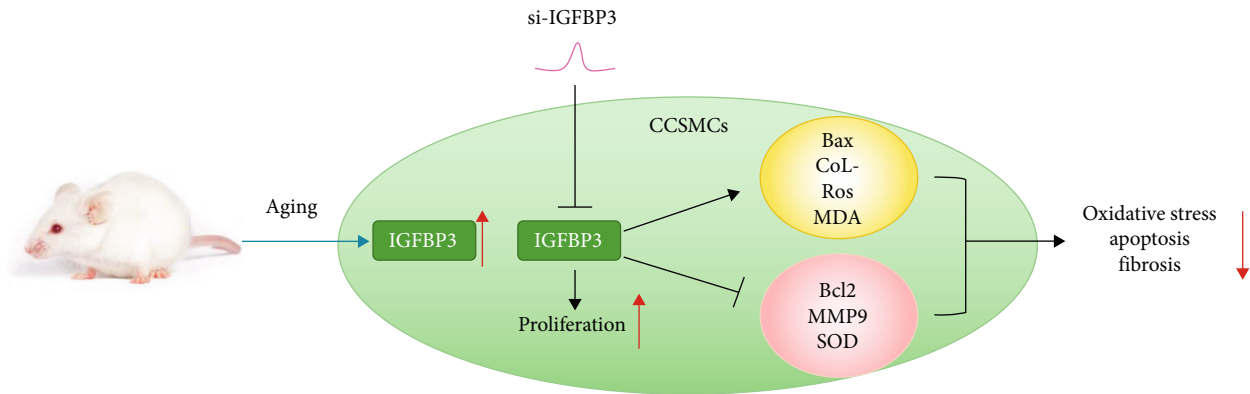 si-IGFBP3
CCSMCs
Aging
IGFBP3
IGFBP3
Proliferation
Bax
CoL-
Ros
MDA
Bcl2
MMP9
SOD
Oxidative stress
apoptosis
fibrosis